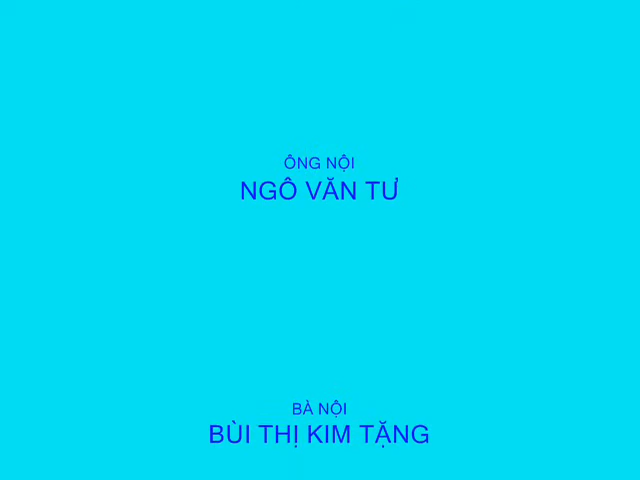 ÔNG NỘI
NGÔ VĂN TƯ
BÀ NỘI
BÙI THỊ KIM TẶNG